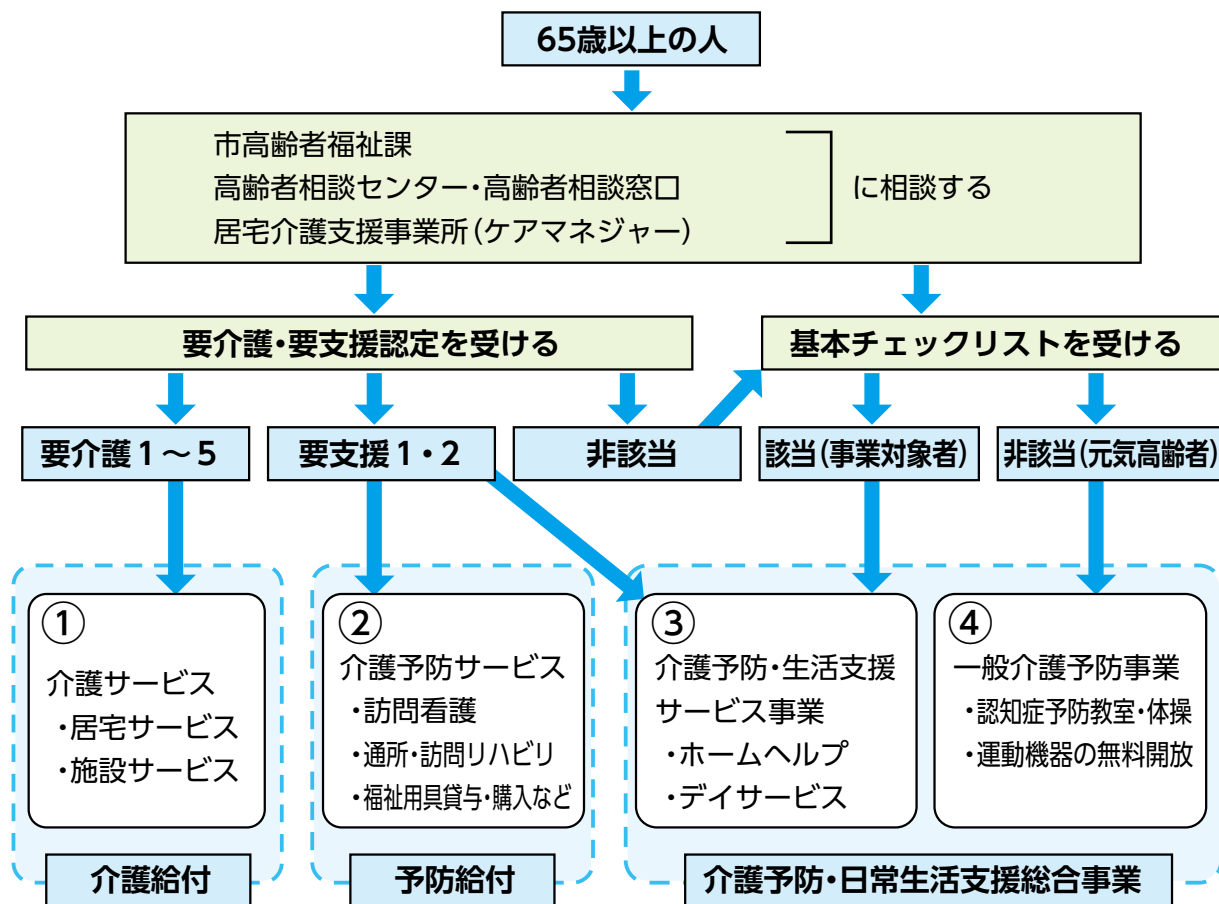 65歳以上の人
市高齢者福祉課
高齢者相談センター・高齢者相談窓口
居宅介護支援事業所(ケアマネジャー)
に相談する
要介護・要支援認定を受ける
基本チェックリストを受ける
要介護1～5
要支援1・2
非該当
該当(事業対象者)
非該当(元気高齢者)
①
介護サービス
・居宅サービス
・施設サービス
②
介護予防サービス
・訪問看護
・通所・訪問リハビリ
・福祉用具貸与・購入など
③
介護予防・生活支援
サービス事業
・ホームヘルプ
・デイサービス
④
一般介護予防事業
・認知症予防教室・体操
・運動機器の無料開放
介護給付
予防給付
介護予防・日常生活支援総合事業